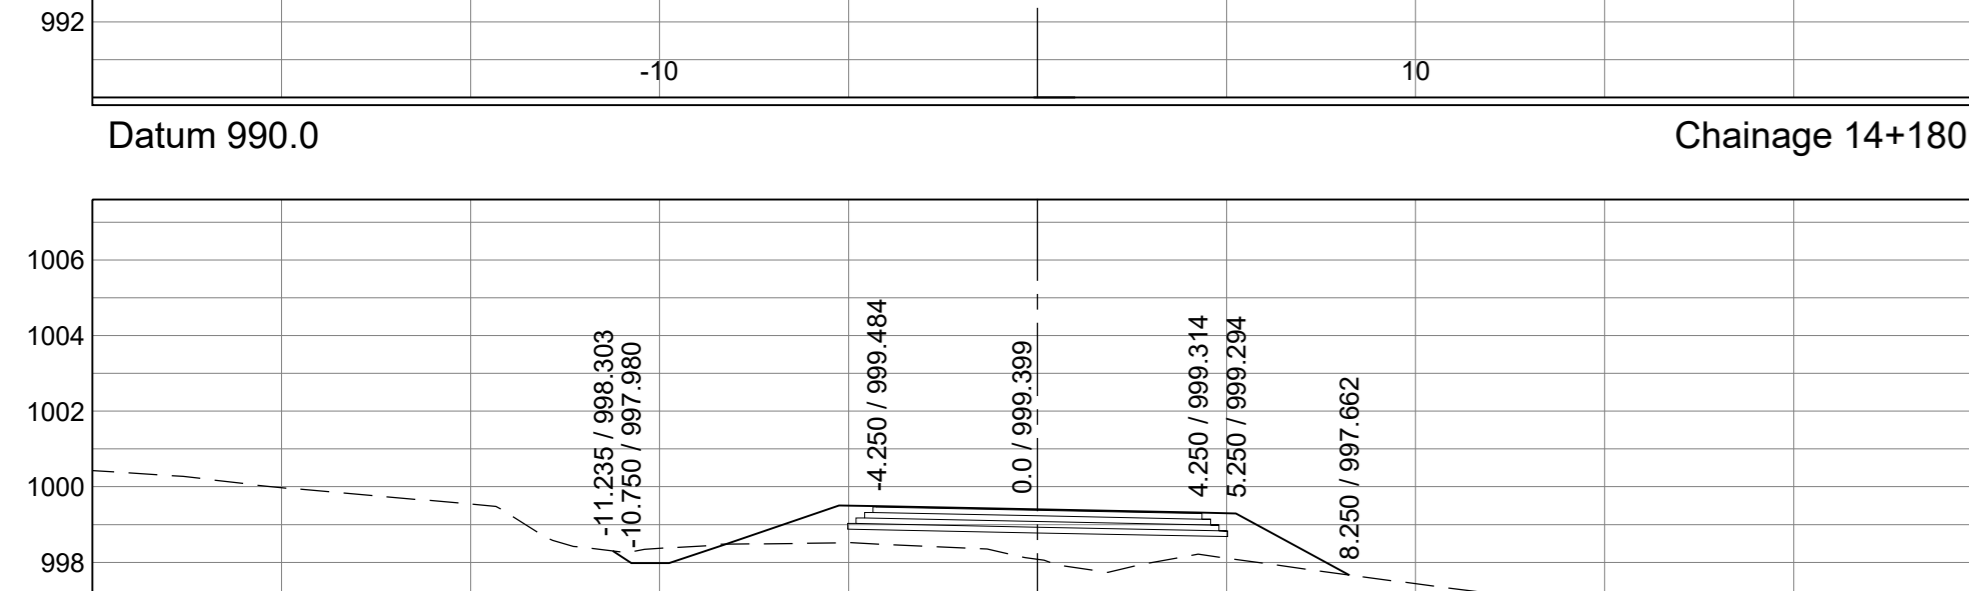 992
-10
10
Datum 990.0
Chainage 14+180
1006
1004
1002
1000
998
-11.235 / 998.303
-10.750 / 997.980
-4.250 / 999.484
0.0 / 999.399
4.250 / 999.314
5.250 / 999.294
8.250 / 997.662